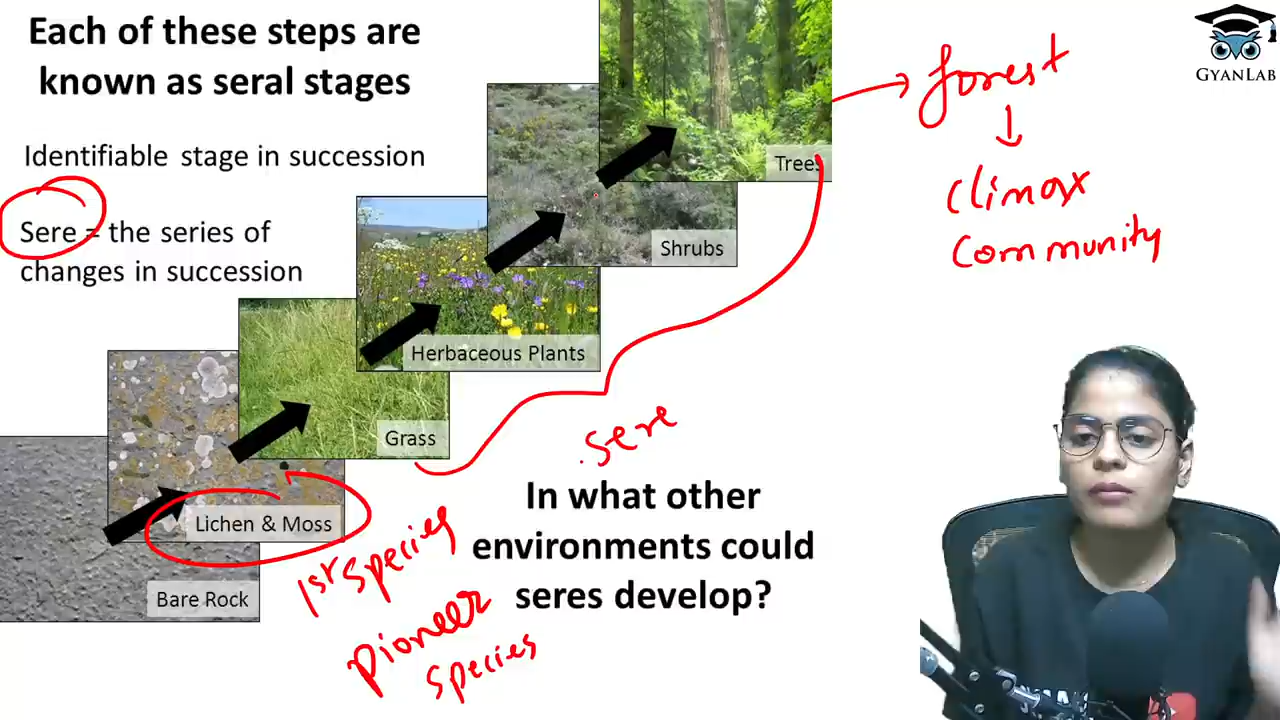 Each of these steps are
known as seral stages
Identifiable stage in succession
Sere = the series of
changes in succession
Trees
Shrubs
Herbaceous Plants
Grass
Lichen & Moss
Bare Rock
In what other
environments could
seres develop?
forest
climax
community
sere
1st species
pioneer
species
GYANLAB